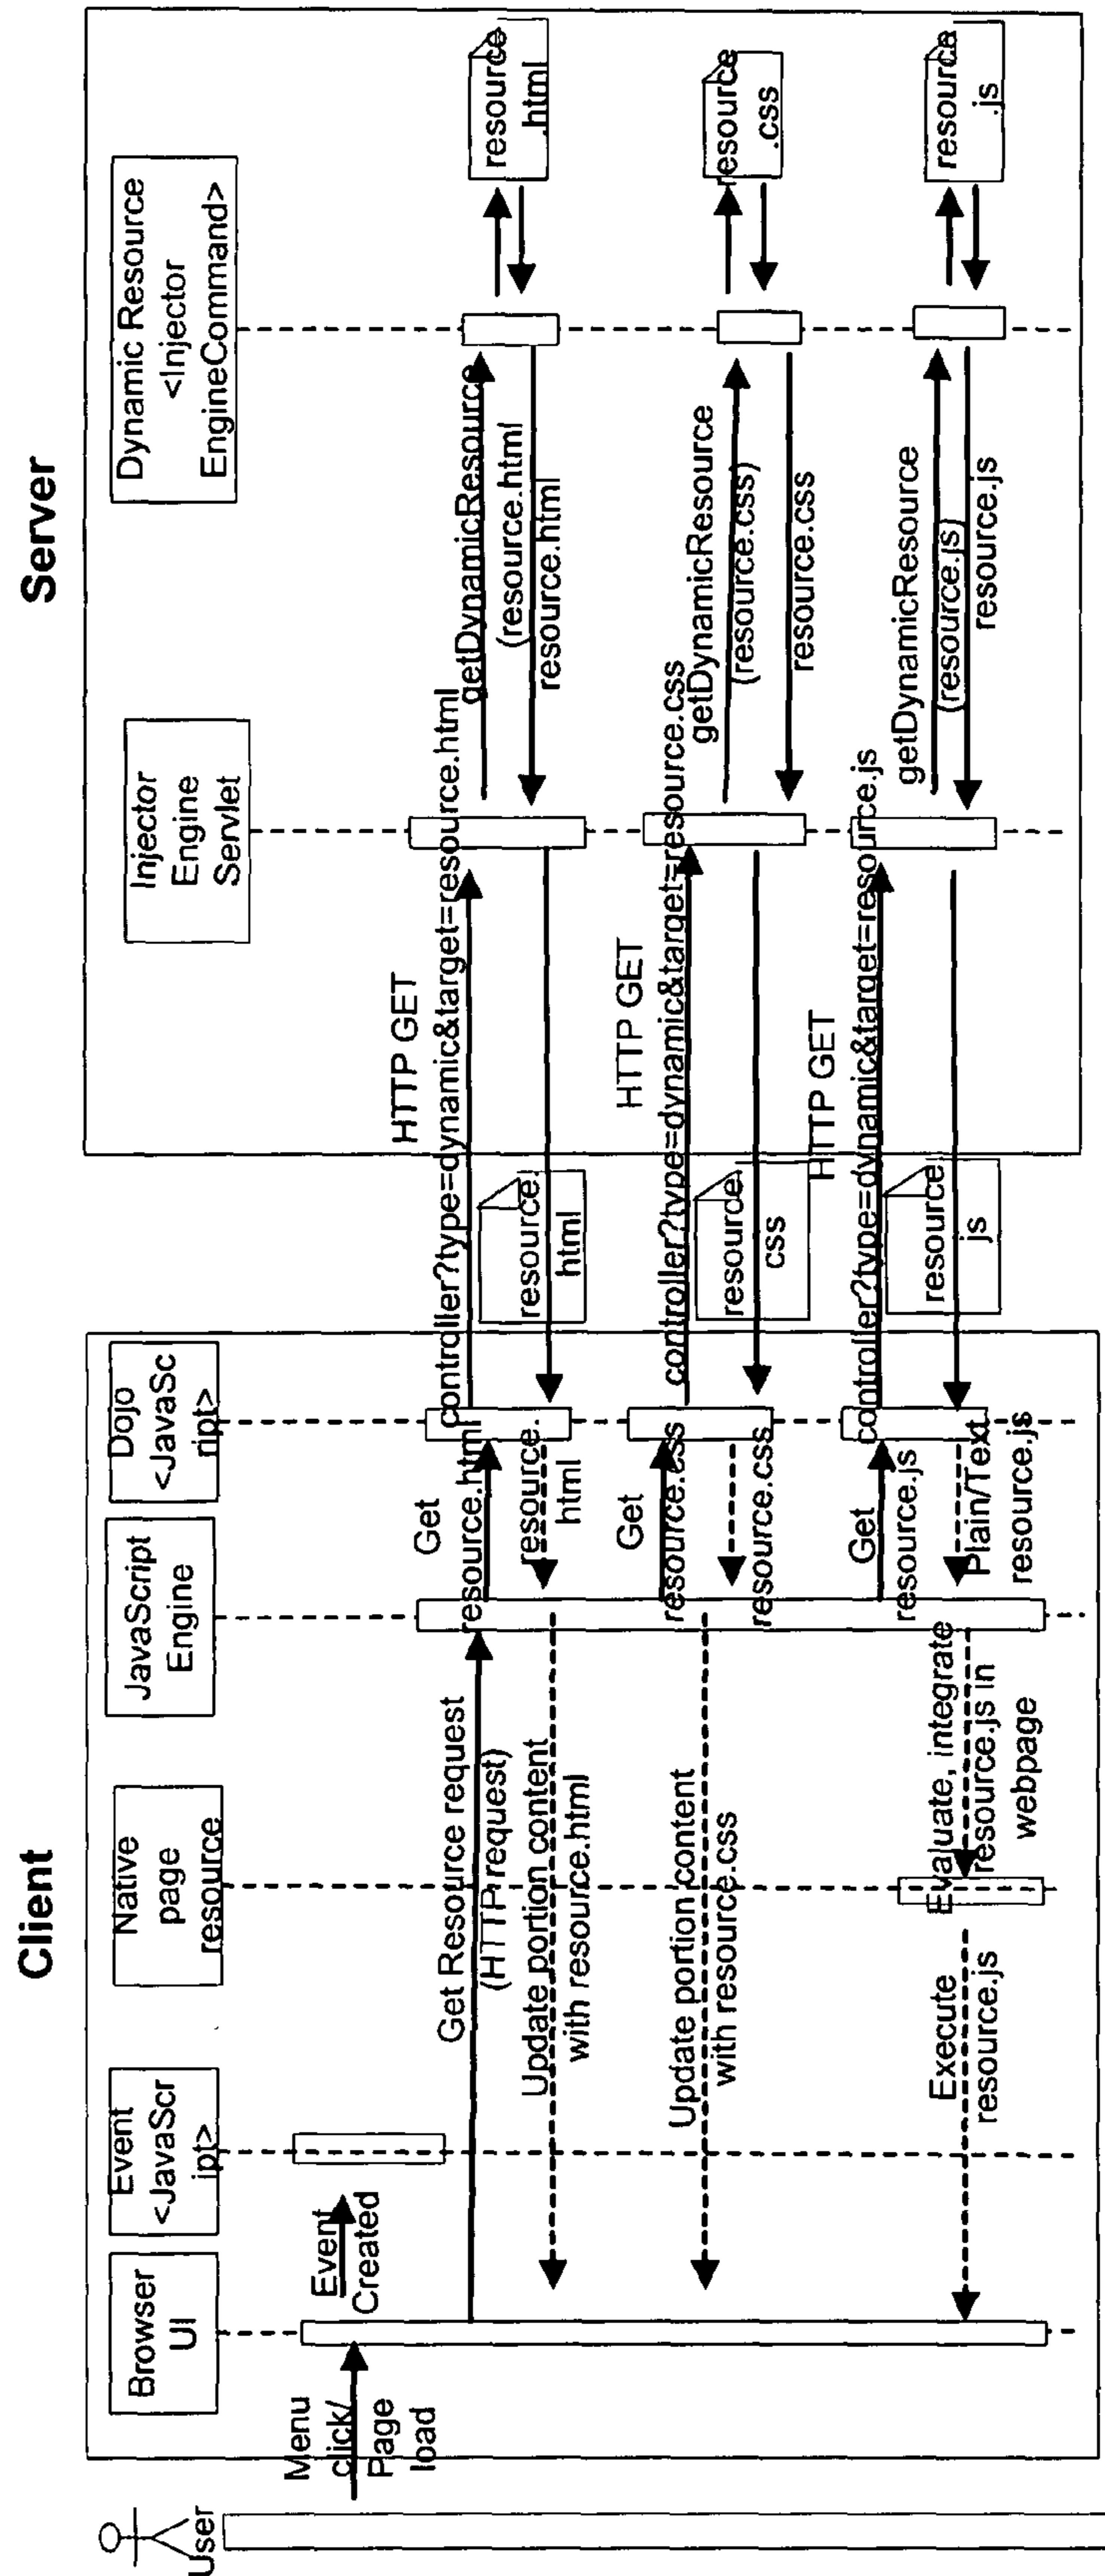 Client
Server
User
Browser
UI
Event
<JavaScr
ipt>
Native
page
resource
JavaScript
Engine
Dojo
<JavaSc
ript>
Injector
Engine
Servlet
Dynamic Resource
<Injector
EngineCommand>
Menu
click/
Page
load
Event
Created
Get Resource request
(HTTP request)
Get
resource.html
HTTP GET
controller?type=dynamic&target=resource.html
getDynamicResource
(resource.html
resource
.html
resource.html
resource.
html
resource.
html
Update portion content
with resource.html
Get
resource.css
HTTP GET
controller?type=dynamic&target=resource.css
getDynamicResource
(resource.css)
resource
.css
resource.css
resource
css
resource.css
Update portion content
with resource.css
Get
resource.js
HTTP GET
controller?type=dynamic&target=resource.js
getDynamicResource
(resource.js)
resource
.js
resource.js
resource
js
Plain/Text
resource.js
Evaluate, integrate
resource.js in
webpage
Execute
resource.js